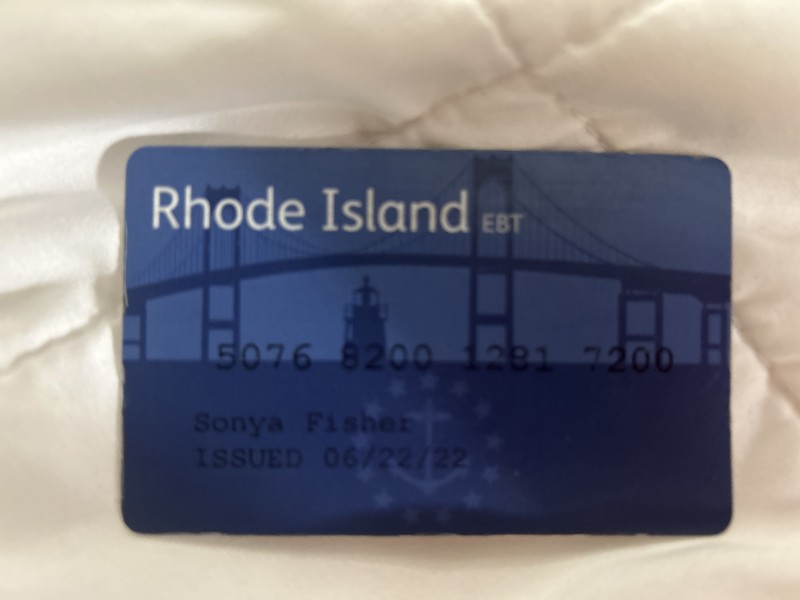 Rhode Island EBT
5076 8200 1281 7200
Sonya Fisher
ISSUED 06/22/22